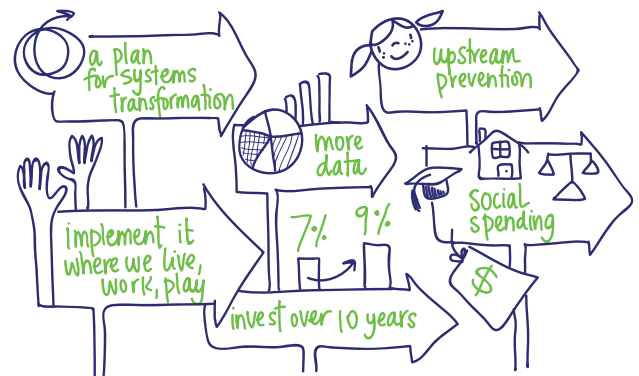 a plan
for systems
transformation
upstream
prevention
more
data
social
spending
implement it
where we live,
work, play
7%
9%
$
invest over 10 years